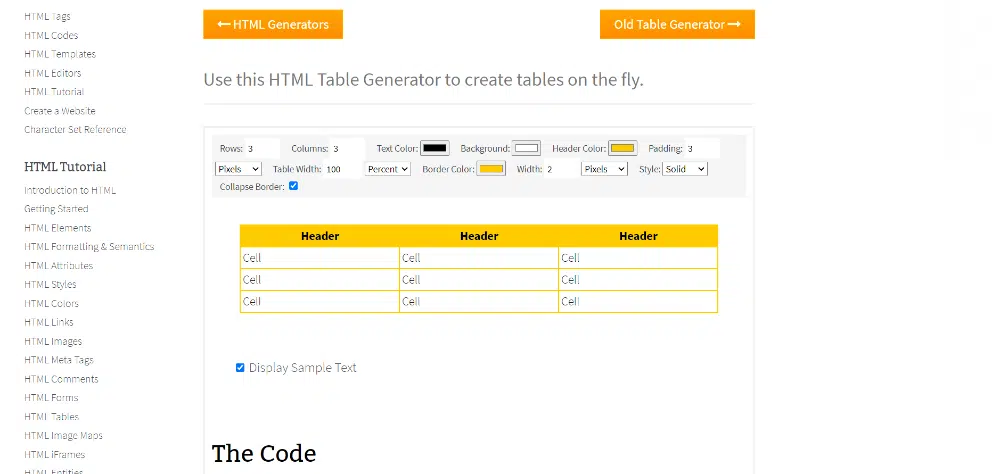 HTML Tags
HTML Codes
HTML Templates
HTML Editors
HTML Tutorial
Create a Website
Character Set Reference
HTML Tutorial
Introduction to HTML
Getting Started
HTML Elements
HTML Formatting & Semantics
HTML Attributes
HTML Styles
HTML Colors
HTML Links
HTML Images
HTML Meta Tags
HTML Comments
HTML Forms
HTML Tables
HTML Image Maps
HTML iFrames
HTML Entities
⟵ HTML Generators
Old Table Generator ⟶
Use this HTML Table Generator to create tables on the fly.
Rows: 3 Columns: 3 Text Color: Background: Header Color: Padding: 3
Pixels Table Width: 100 Percent Border Color: Width: 2 Pixels Style: Solid
Collapse Border:
Header Header Header
Cell Cell Cell
Cell Cell Cell
Cell Cell Cell
Display Sample Text
The Code